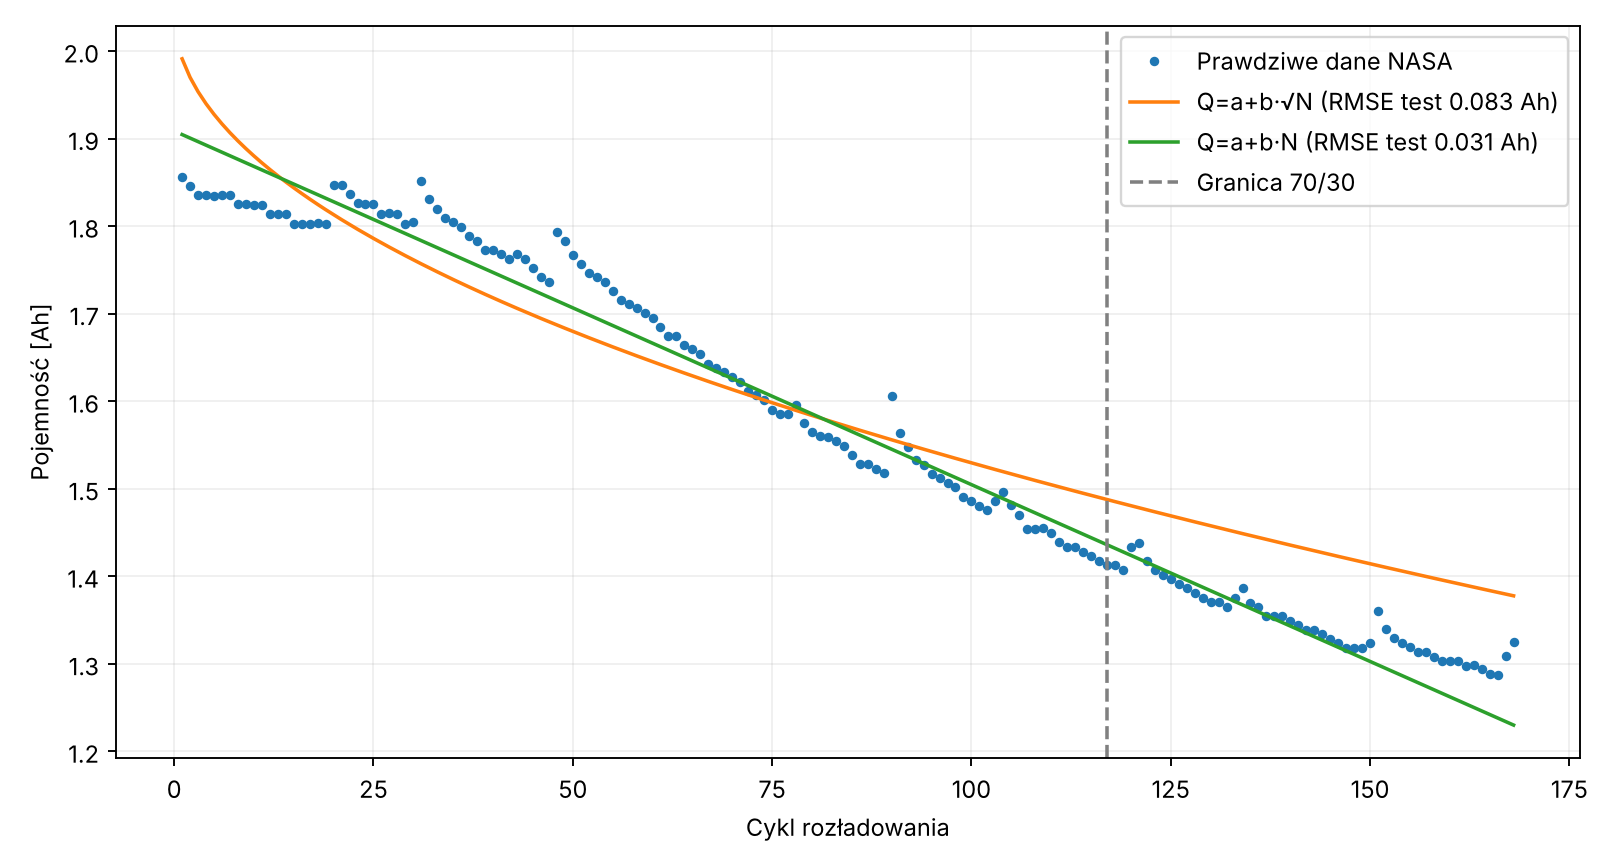 Prawdziwe dane NASA
Q=a+b·√N (RMSE test 0.083 Ah)
Q=a+b·N (RMSE test 0.031 Ah)
Granica 70/30
Pojemność [Ah]
2.0
1.9
1.8
1.7
1.6
1.5
1.4
1.3
1.2
0 25 50 75 100 125 150 175
Cykl rozładowania